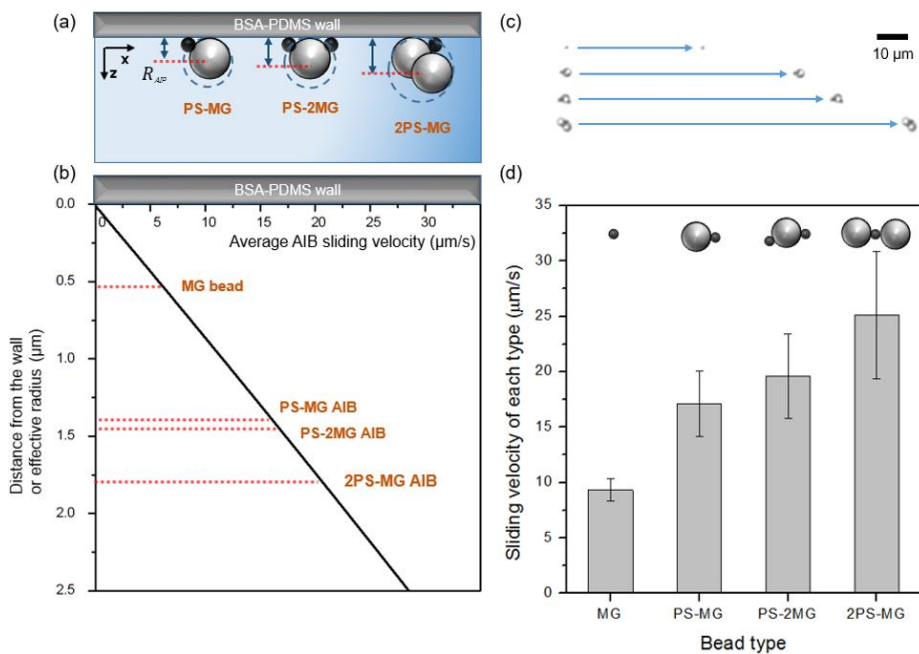 (a)
BSA-PDMS wall
x
z
R AIP
PS-MG
PS-2MG
2PS-MG
(b)
BSA-PDMS wall
0.0
0.5
1.0
1.5
2.0
2.5
0 5 10 15 20 25 30
Average AIB sliding velocity (μm/s)
MG bead
PS-MG AIB
PS-2MG AIB
2PS-MG AIB
Distance from the wall
or effective radius (μm)
(c)
10 μm
(d)
35
30
25
20
15
10
5
0
Sliding velocity of each type (μm/s)
MG PS-MG PS-2MG 2PS-MG
Bead type